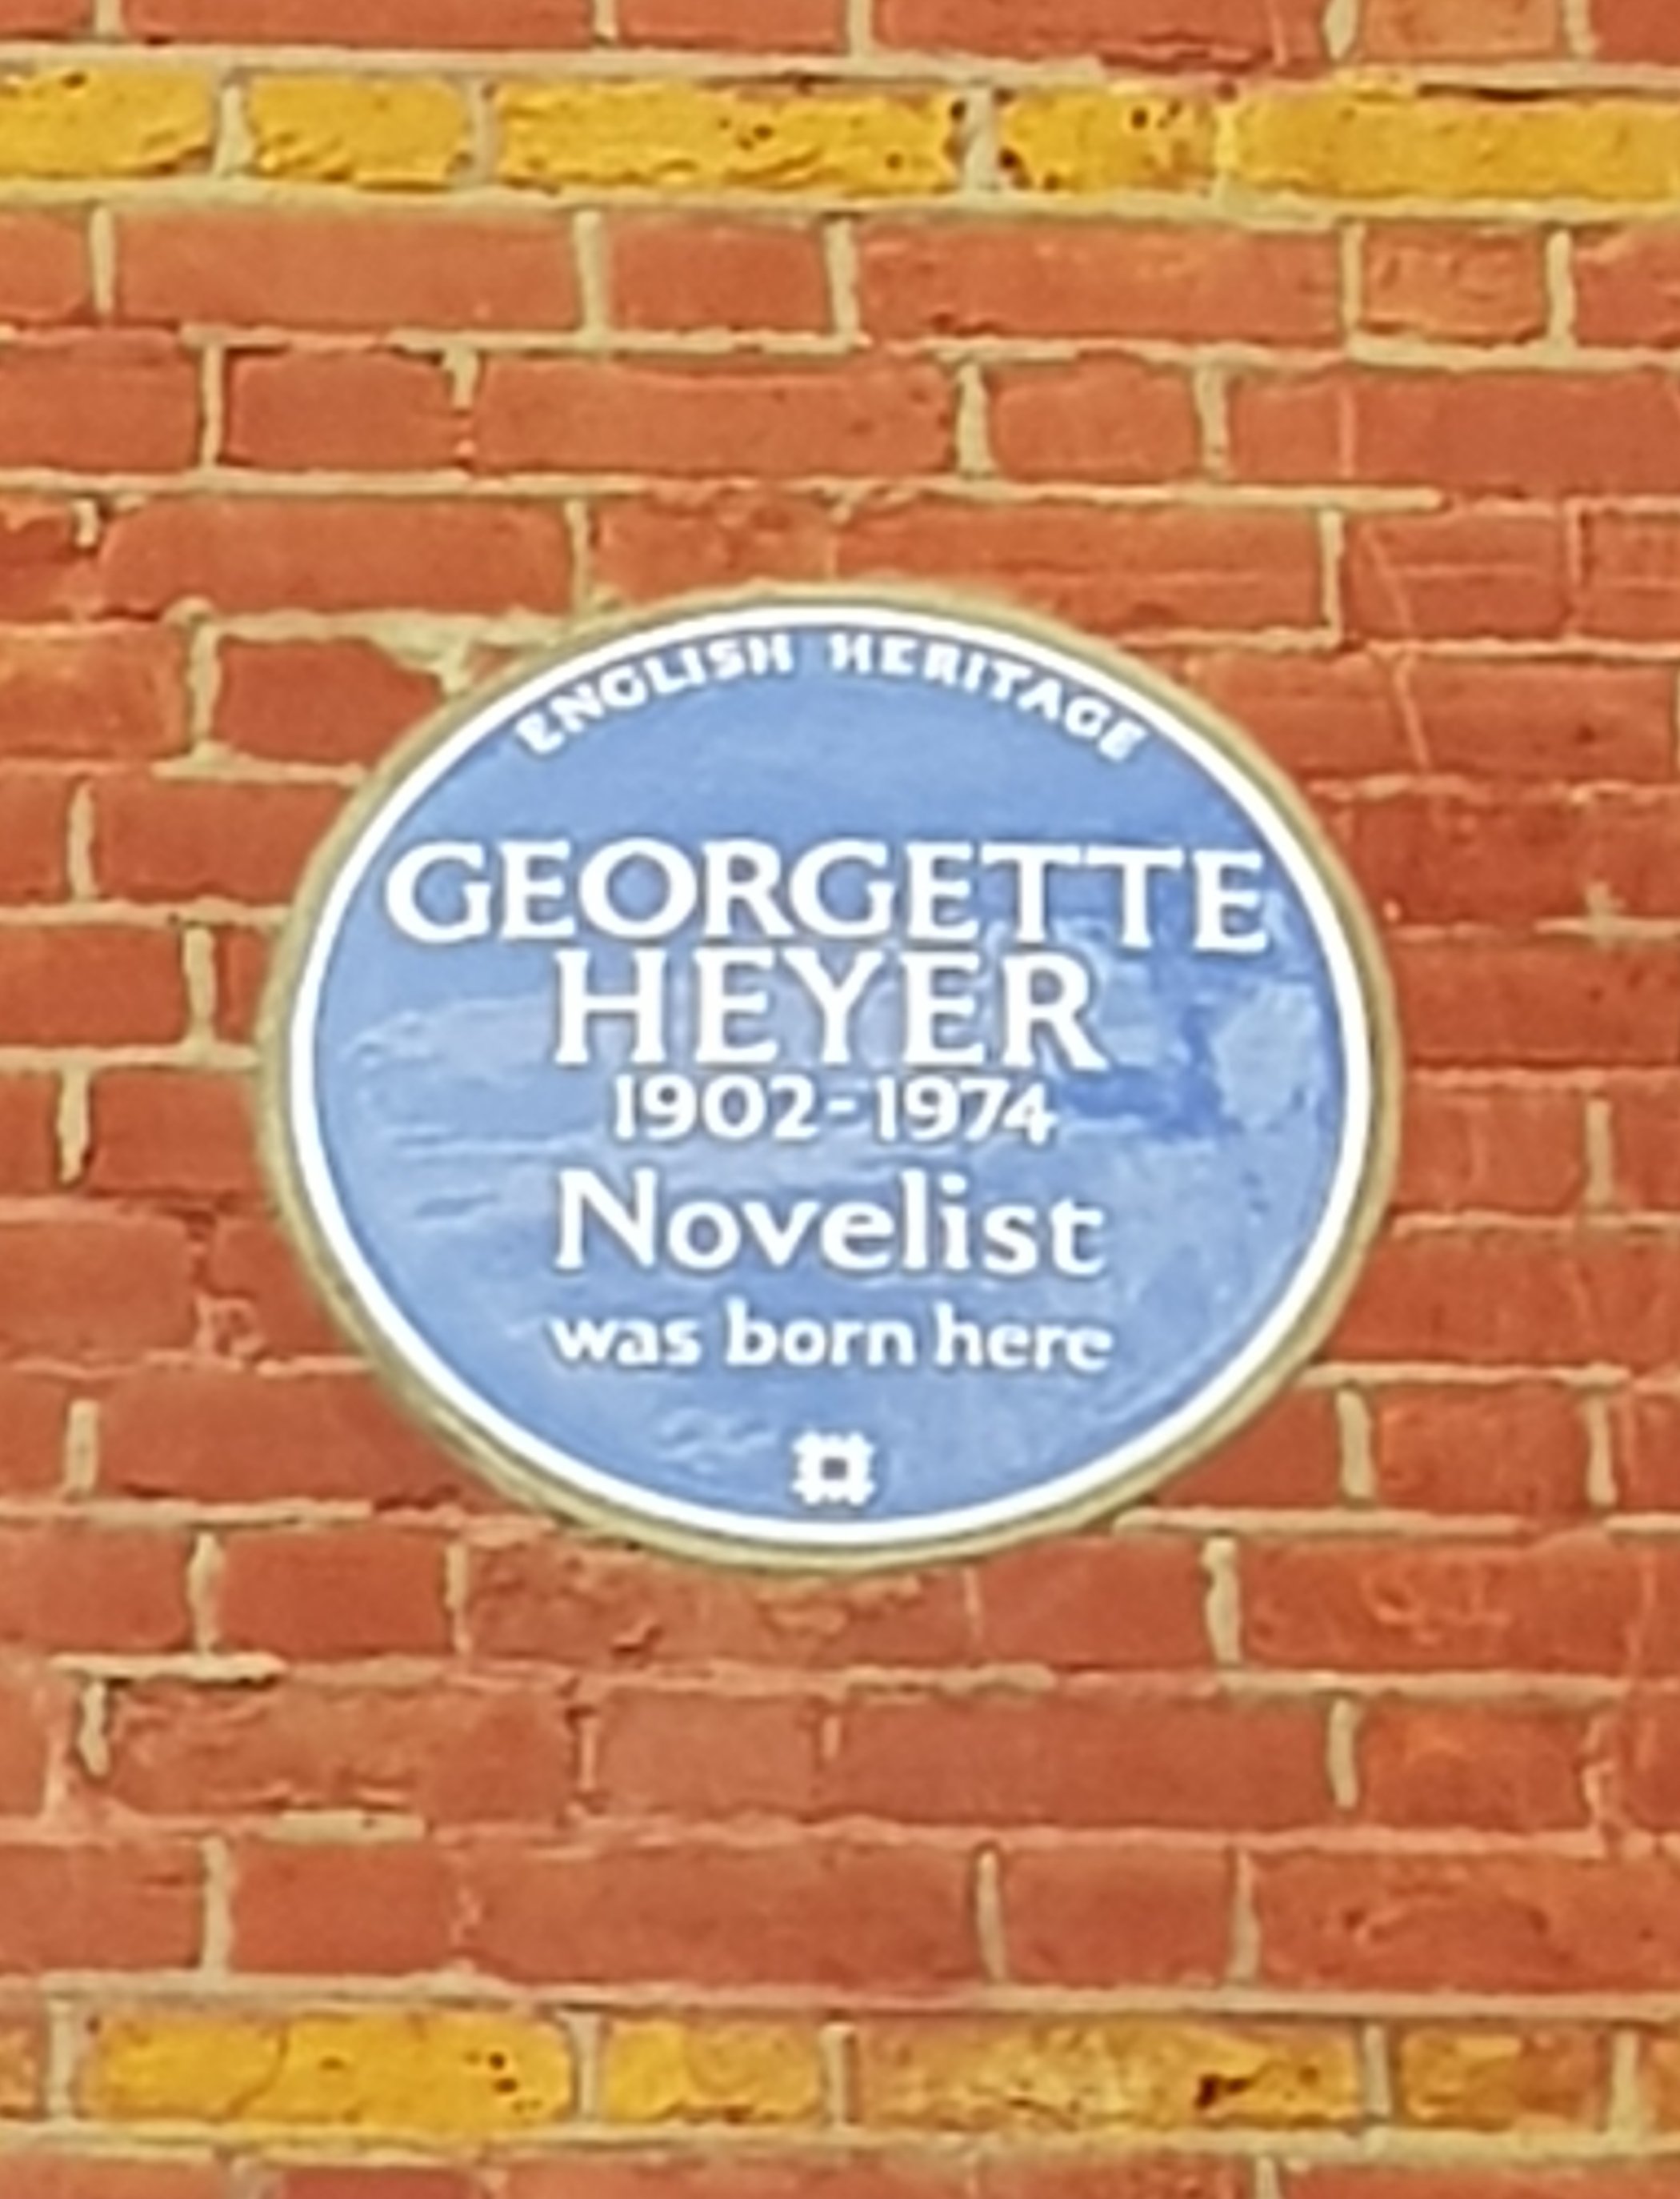 ENGLISH HERITAGE
GEORGETTE
HEYER
1902-1974
Novelist
was born here